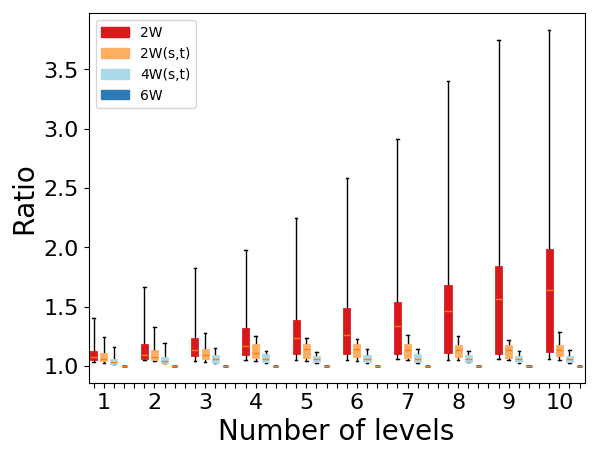 2W
2W(s,t)
4W(s,t)
6W
Ratio
3.5
3.0
2.5
2.0
1.5
1.0
1 2 3 4 5 6 7 8 9 10
Number of levels